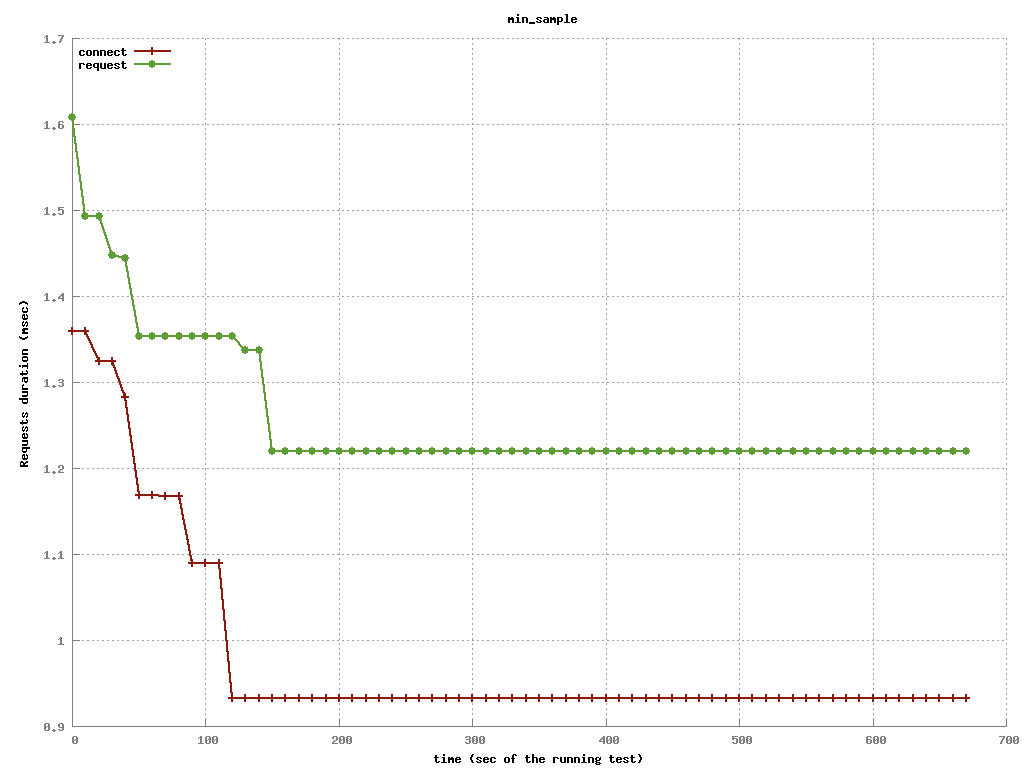 min_sample
1.7
connect
request
1.6
1.5
1.4
1.3
1.2
1.1
1
0.9
Requests duration (msec)
0 100 200 300 400 500 600 700
time (sec of the running test)